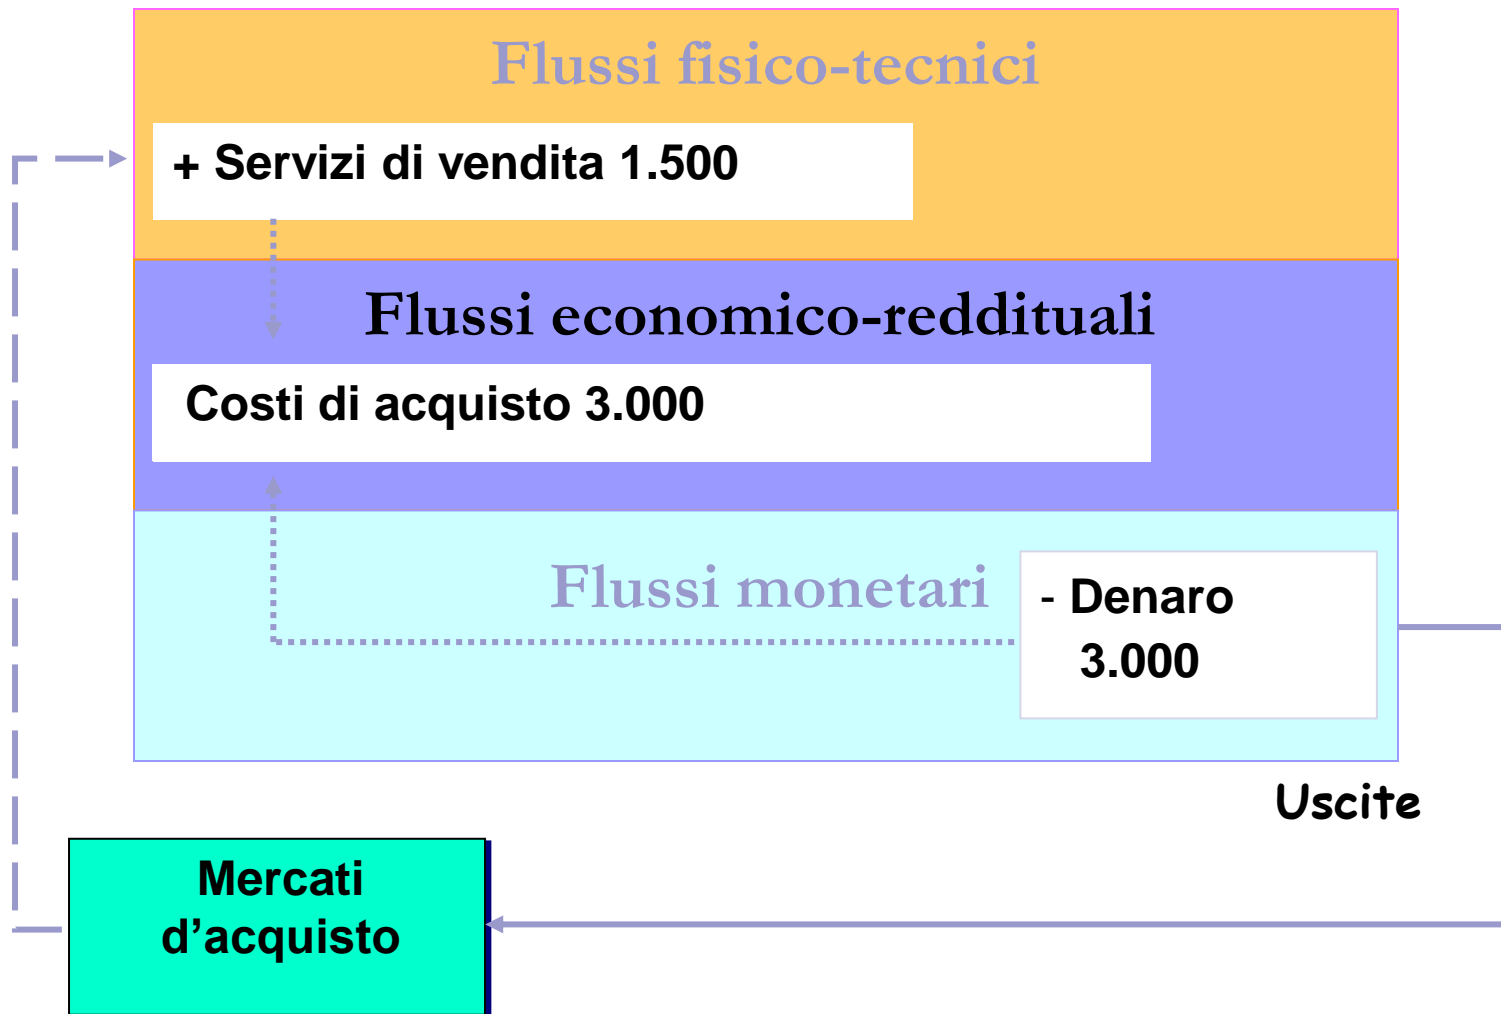 Flussi fisico-tecnici
+ Servizi di vendita 1.500
Flussi economico-reddituali
Costi di acquisto 3.000
Flussi monetari
- Denaro
3.000
Uscite
Mercati
d’acquisto